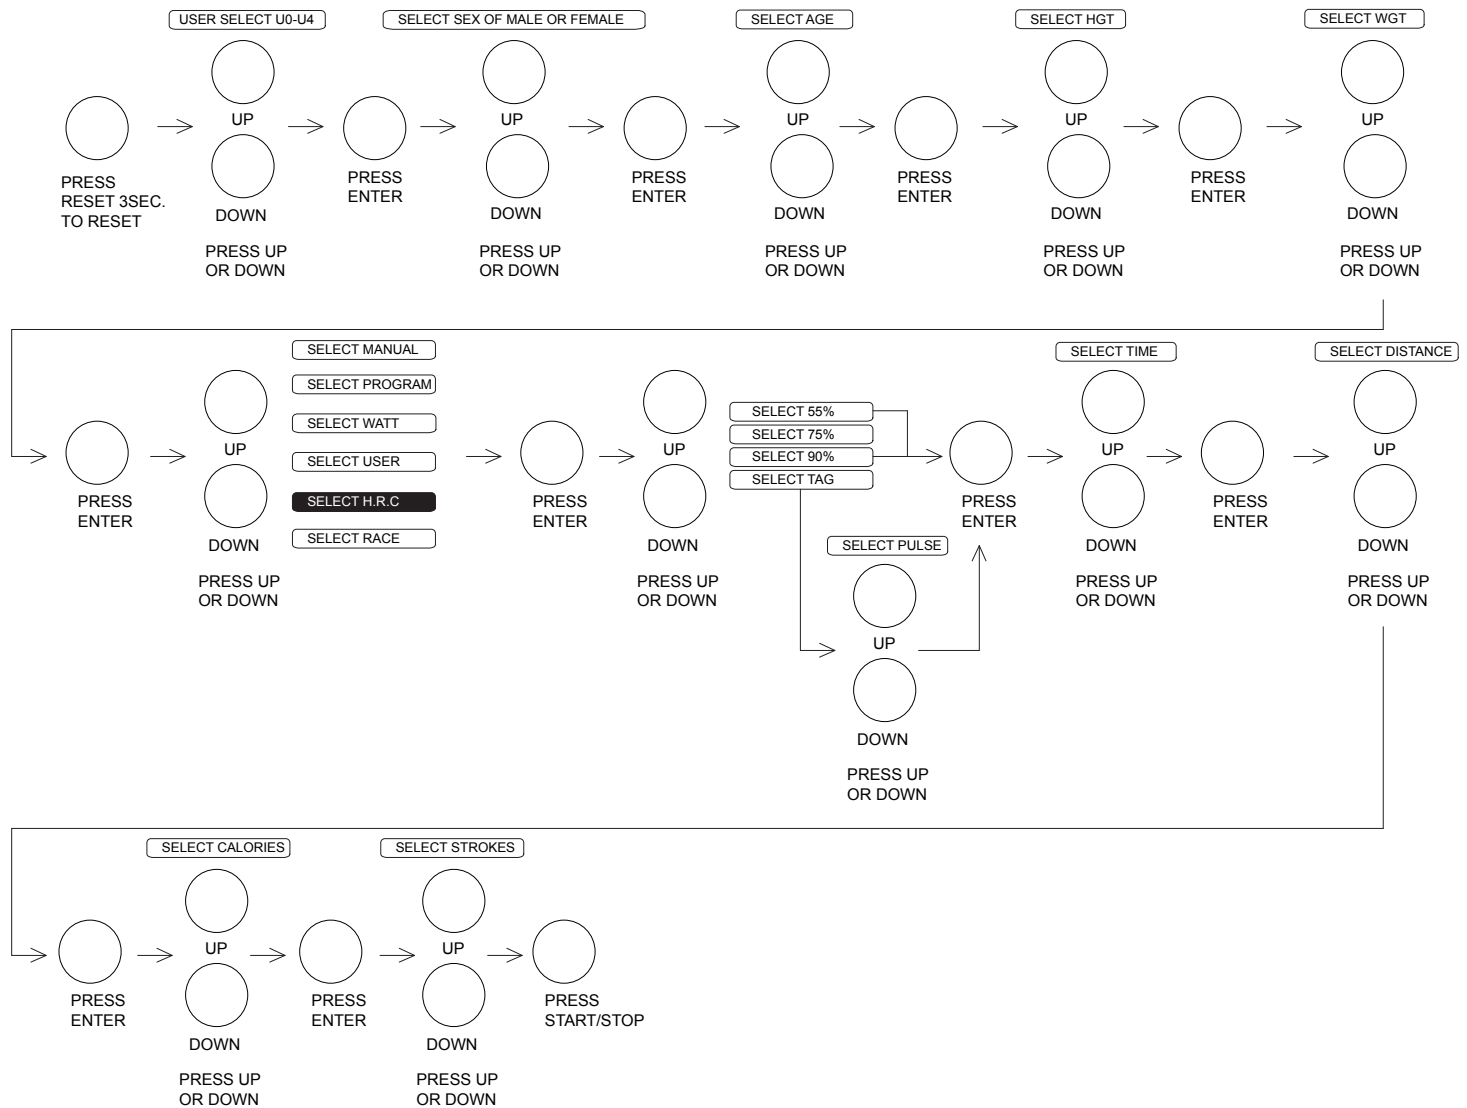 USER SELECT U0-U4
SELECT SEX OF MALE OR FEMALE
SELECT AGE
SELECT HGT
SELECT WGT
UP
UP
UP
UP
UP
PRESS
RESET 3SEC.
TO RESET
DOWN
PRESS UP
OR DOWN
PRESS
ENTER
DOWN
PRESS UP
OR DOWN
PRESS
ENTER
DOWN
PRESS UP
OR DOWN
PRESS
ENTER
DOWN
PRESS UP
OR DOWN
PRESS
ENTER
DOWN
PRESS UP
OR DOWN
PRESS
ENTER
UP
DOWN
PRESS UP
OR DOWN
SELECT MANUAL
SELECT PROGRAM
SELECT WATT
SELECT USER
SELECT H.R.C
SELECT RACE
PRESS
ENTER
UP
DOWN
PRESS UP
OR DOWN
SELECT 55%
SELECT 75%
SELECT 90%
SELECT TAG
SELECT PULSE
UP
DOWN
PRESS UP
OR DOWN
PRESS
ENTER
SELECT TIME
UP
DOWN
PRESS UP
OR DOWN
PRESS
ENTER
SELECT DISTANCE
UP
DOWN
PRESS UP
OR DOWN
PRESS
ENTER
SELECT CALORIES
UP
DOWN
PRESS UP
OR DOWN
PRESS
ENTER
SELECT STROKES
UP
DOWN
PRESS UP
OR DOWN
PRESS
START/STOP